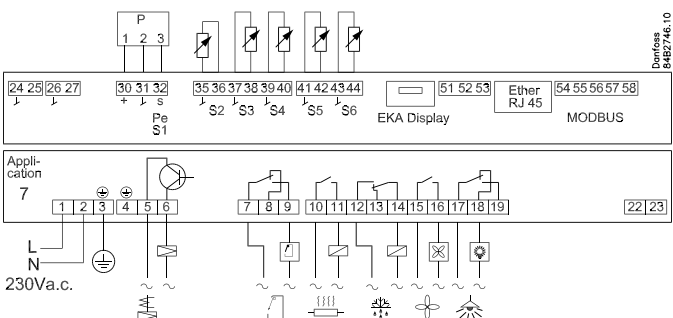 P
1 2 3
Danfoss
84B2746.10
24 25 26 27 30 31 32 35 36 37 38 39 40 41 42 43 44 51 52 53 54 55 56 57 58
+ s S2 S3 S4 S5 S6
Pe
S1
EKA Display
Ether
RJ 45
MODBUS
Appli-
cation
7
1 2 3 4 5 6 7 8 9 10 11 12 13 14 15 16 17 18 19 22 23
L
N
230Va.c.